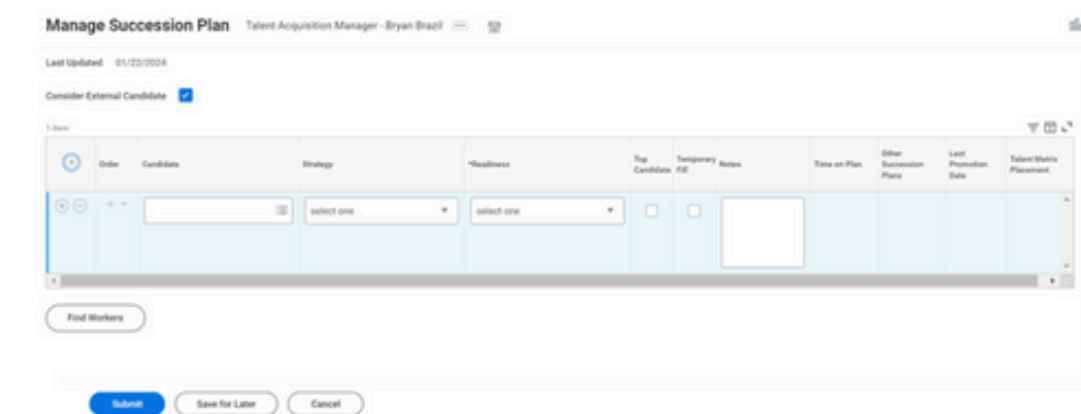 Manage Succession Plan Talent Acquisition Manager - Bryan Brazil
Last Updated 01/22/2024
Consider External Candidate
1 item
Order Candidate Strategy *Readiness Top Candidate Temporary Fill Notes Time on Plan Other Succession Plans Last Promotion Date Talent Matrix Placement
select one select one
Find Workers
Submit Save for Later Cancel